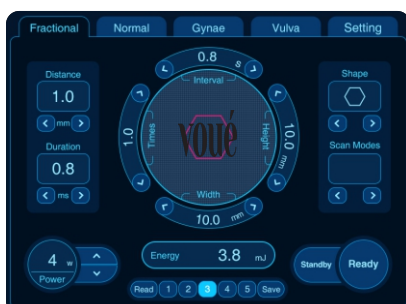 Fractional Normal Gynae Vulva Setting
0.8 s
Interval
Distance
1.0
mm
Duration
0.8
ms
1.0
Times
voué
Height
10.0 mm
Width
10.0 mm
Shape
Scan Modes
4 w
Power
Energy 3.8 mJ
Standby Ready
Read 1 2 3 4 5 Save